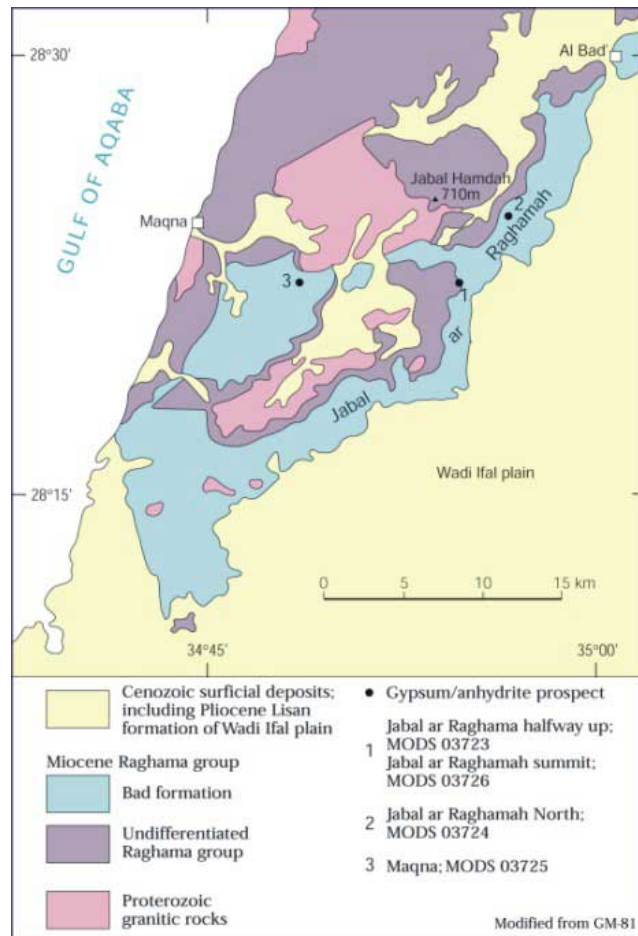 28°30'
Al Bad'
GULF OF AQABA
Jabal Hamdah
710m
Maqna
2
Raghamah
3
1
ar
Jabal
Wadi Ifal plain
28°15'
0 5 10 15 km
34°45'
35°00'
Cenozoic surficial deposits;
including Pliocene Lisan
formation of Wadi Ifal plain
Miocene Raghama group
Bad formation
Undifferentiated
Raghama group
Proterozoic
granitic rocks
Gypsum/anhydrite prospect
1 Jabal ar Raghama halfway up;
MODS 03723
Jabal ar Raghamah summit;
MODS 03726
2 Jabal ar Raghamah North;
MODS 03724
3 Maqna; MODS 03725
Modified from GM-81